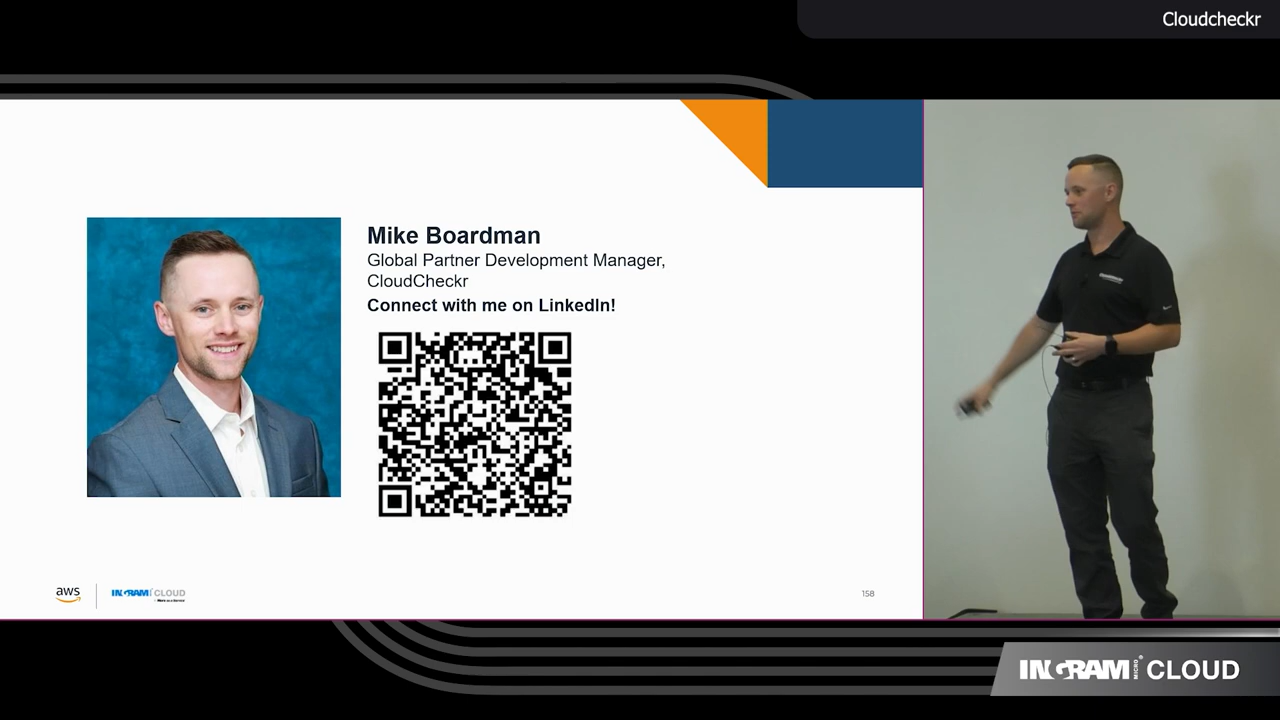 Cloudcheckr
Mike Boardman
Global Partner Development Manager,
CloudCheckr
Connect with me on LinkedIn!
aws
INGRAM CLOUD
158
INGRAM MICRO CLOUD